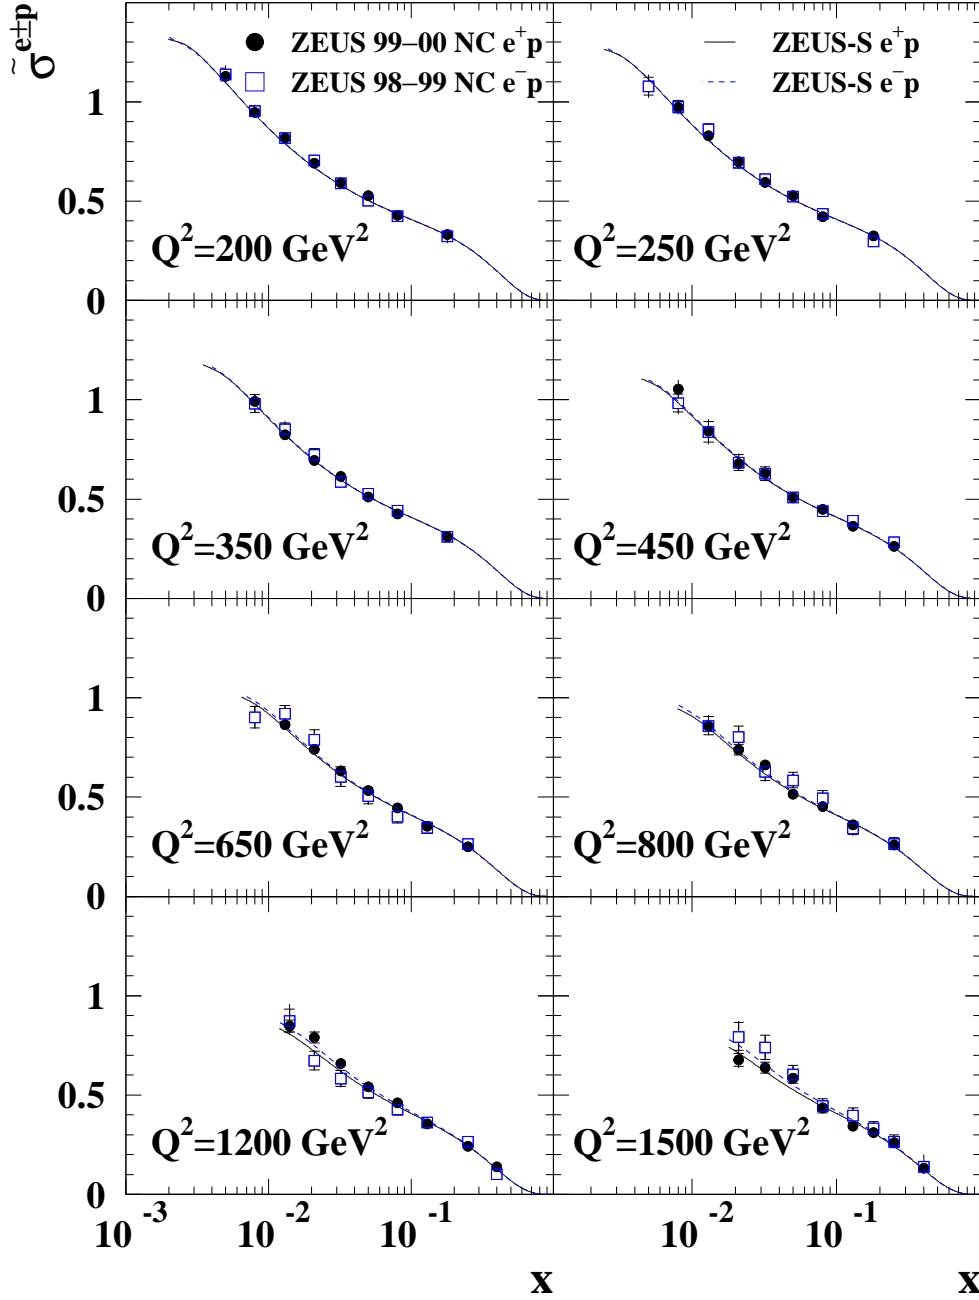 σ̃ e±p
ZEUS 99–00 NC e⁺p
ZEUS 98–99 NC e⁻p
ZEUS-S e⁺p
ZEUS-S e⁻p
1
0.5
0
Q²=200 GeV²
Q²=250 GeV²
1
0.5
0
Q²=350 GeV²
Q²=450 GeV²
1
0.5
0
Q²=650 GeV²
Q²=800 GeV²
1
0.5
0
Q²=1200 GeV²
Q²=1500 GeV²
10⁻³ 10⁻² 10⁻¹ 10⁻² 10⁻¹
x x